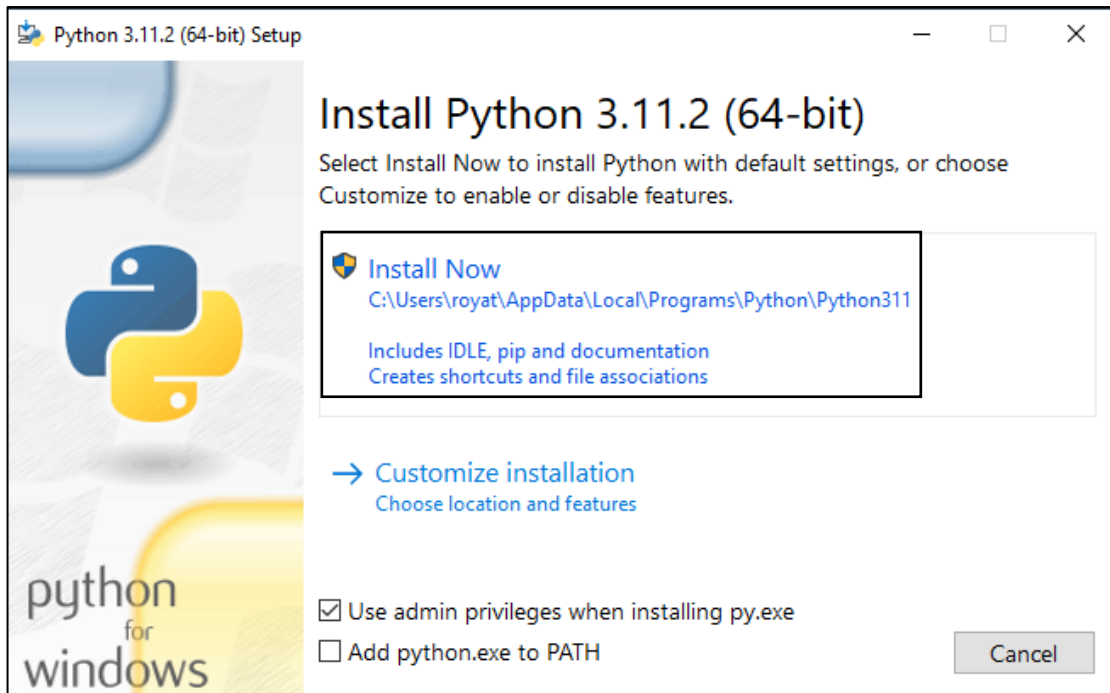 Python 3.11.2 (64-bit) Setup
Install Python 3.11.2 (64-bit)
Select Install Now to install Python with default settings, or choose
Customize to enable or disable features.
Install Now
C:\Users\royat\AppData\Local\Programs\Python\Python311
Includes IDLE, pip and documentation
Creates shortcuts and file associations
Customize installation
Choose location and features
Use admin privileges when installing py.exe
Add python.exe to PATH
Cancel
python
for
windows